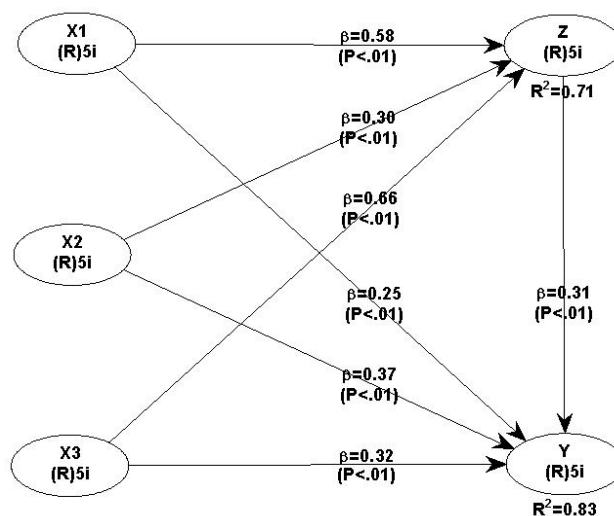 X1
(R)5i
β=0.58
(P<.01)
Z
(R)5i
R²=0.71
β=0.30
(P<.01)
β=0.66
(P<.01)
X2
(R)5i
β=0.25
(P<.01)
β=0.31
(P<.01)
β=0.37
(P<.01)
X3
(R)5i
β=0.32
(P<.01)
Y
(R)5i
R²=0.83